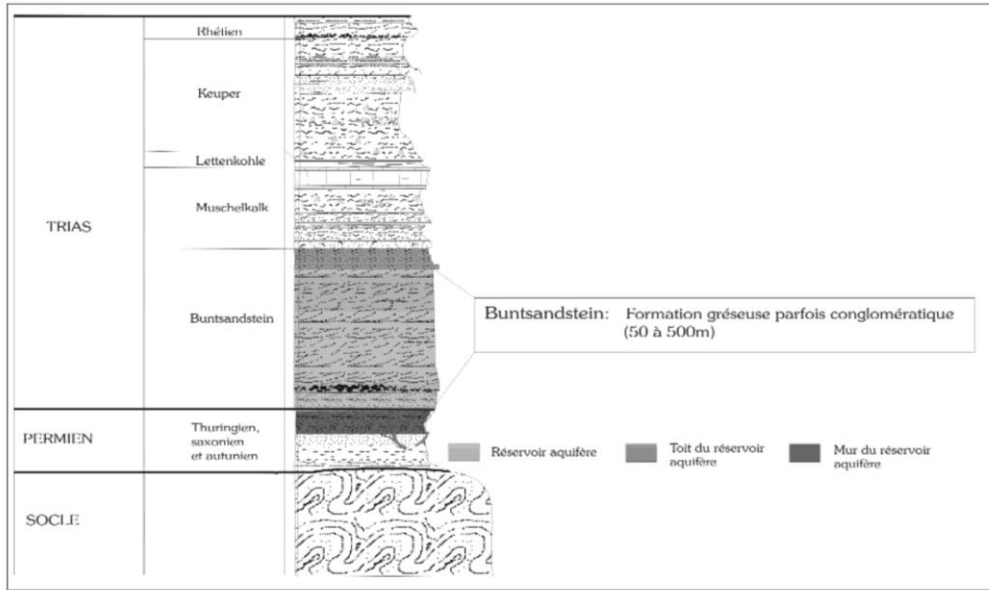 Rhétien
Keuper
Lettenkohle
TRIAS
Muschelkalk
Buntsandstein
Buntsandstein: Formation gréseuse parfois conglomératique
(50 à 500m)
PERMIEN
Thuringien,
saxonien
et autunien
Réservoir aquifère
Toit du réservoir
aquifère
Mur du réservoir
aquifère
SOCLE